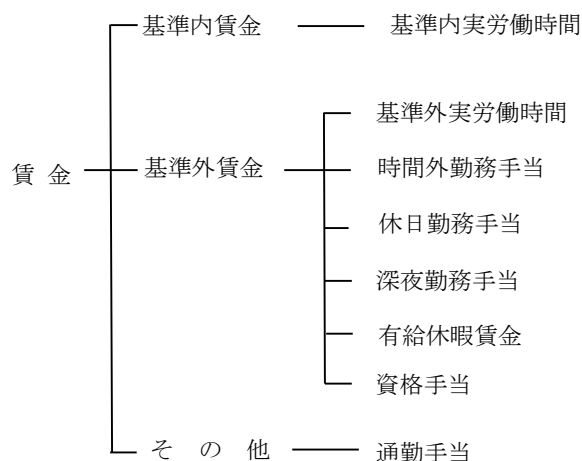 基準内賃金 基準内実労働時間
基準外実労働時間
賃金 基準外賃金 時間外勤務手当
休日勤務手当
深夜勤務手当
有給休暇賃金
資格手当
その他 通勤手当